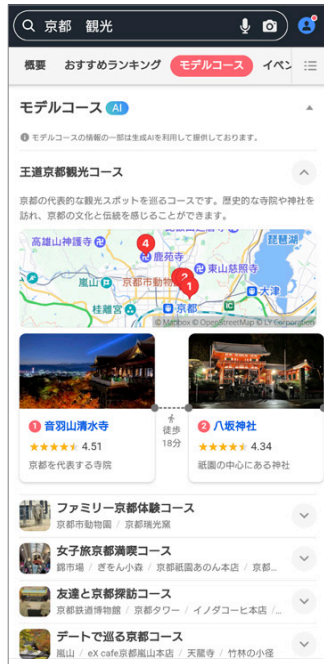 京都 観光
概要 おすすめランキング モデルコース イベン
モデルコース AI
モデルコースの情報の一部は生成AIを利用して提供しております。
王道京都観光コース
京都の代表的な観光スポットを巡るコースです。歴史的な寺院や神社を
訪れ、京都の文化と伝統を感じることができます。
高雄山神護寺 4 琵琶湖
鹿苑寺
嵐山 京都市動物 2 東山慈照寺
1 大津
桂離宮 京都 IC
© Mapbox © OpenStreetMap © LY Corporation
1 音羽山清水寺
4.51
京都を代表する寺院
徒歩
18分
2 八坂神社
4.34
祇園の中心にある神社
ファミリー京都体験コース
京都市動物園 / 京都瑞光窯
女子旅京都満喫コース
錦市場 / ぎをん小森 / 京都祇園あのん本店 / 京都...
友達と京都探訪コース
京都鉄道博物館 / 京都タワー / イノダコーヒ本店 /...
デートで巡る京都コース
嵐山 / eX cafe京都嵐山本店 / 天龍寺 / 竹林の小径